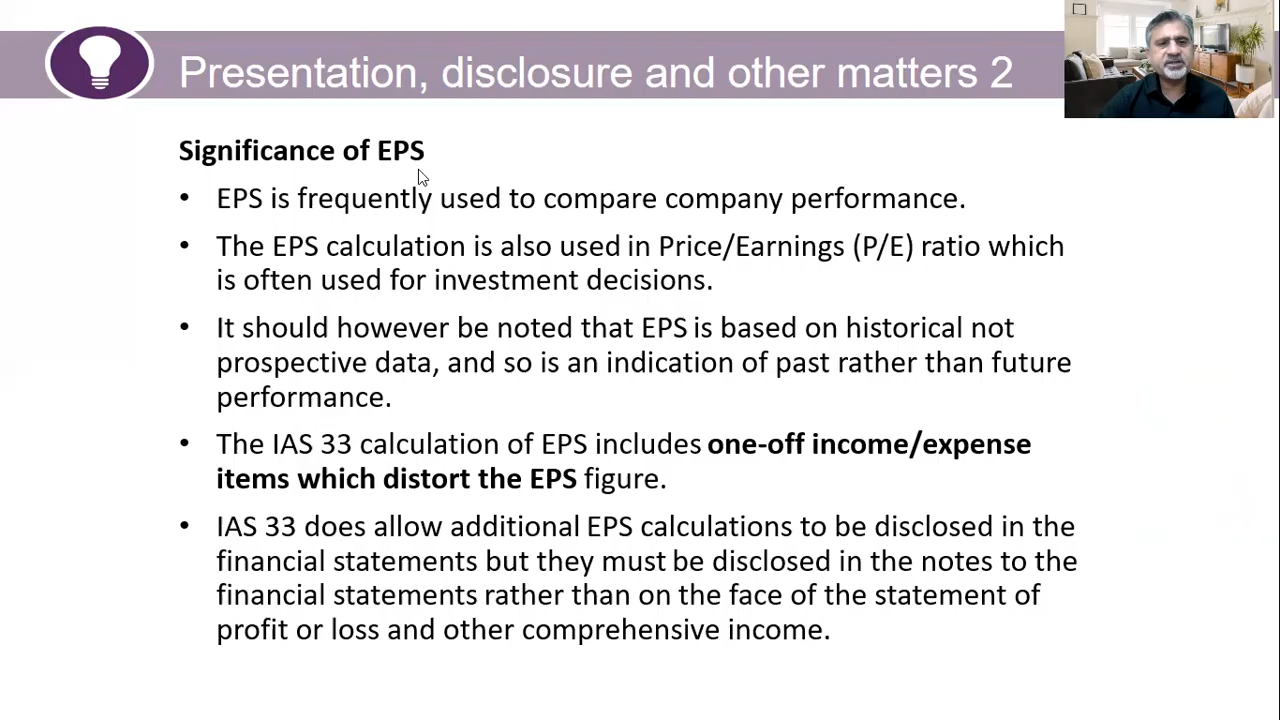 Presentation, disclosure and other matters 2
Significance of EPS
• EPS is frequently used to compare company performance.
• The EPS calculation is also used in Price/Earnings (P/E) ratio which
is often used for investment decisions.
• It should however be noted that EPS is based on historical not
prospective data, and so is an indication of past rather than future
performance.
• The IAS 33 calculation of EPS includes one-off income/expense
items which distort the EPS figure.
• IAS 33 does allow additional EPS calculations to be disclosed in the
financial statements but they must be disclosed in the notes to the
financial statements rather than on the face of the statement of
profit or loss and other comprehensive income.